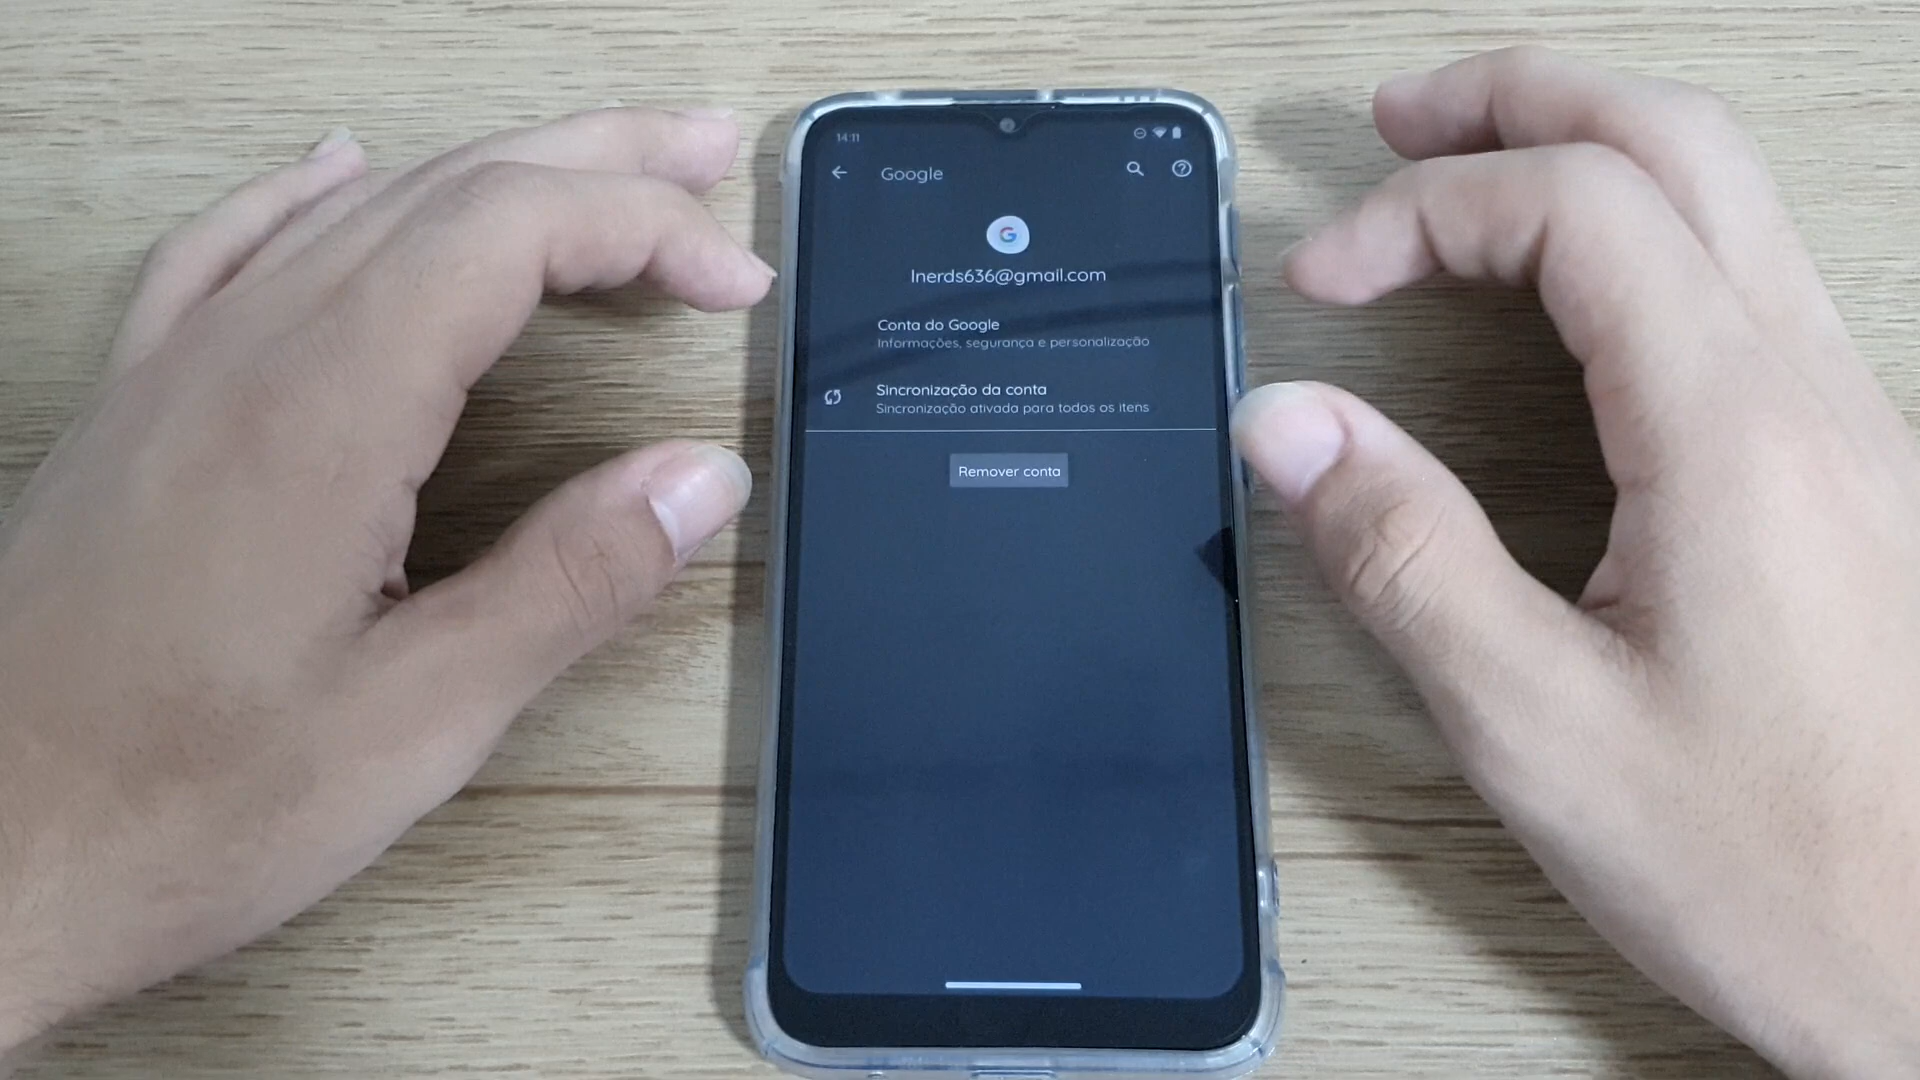 14:11
Google
G
lnerds636@gmail.com
Conta do Google
Informações, segurança e personalização
Sincronização da conta
Sincronização ativada para todos os itens
Remover conta